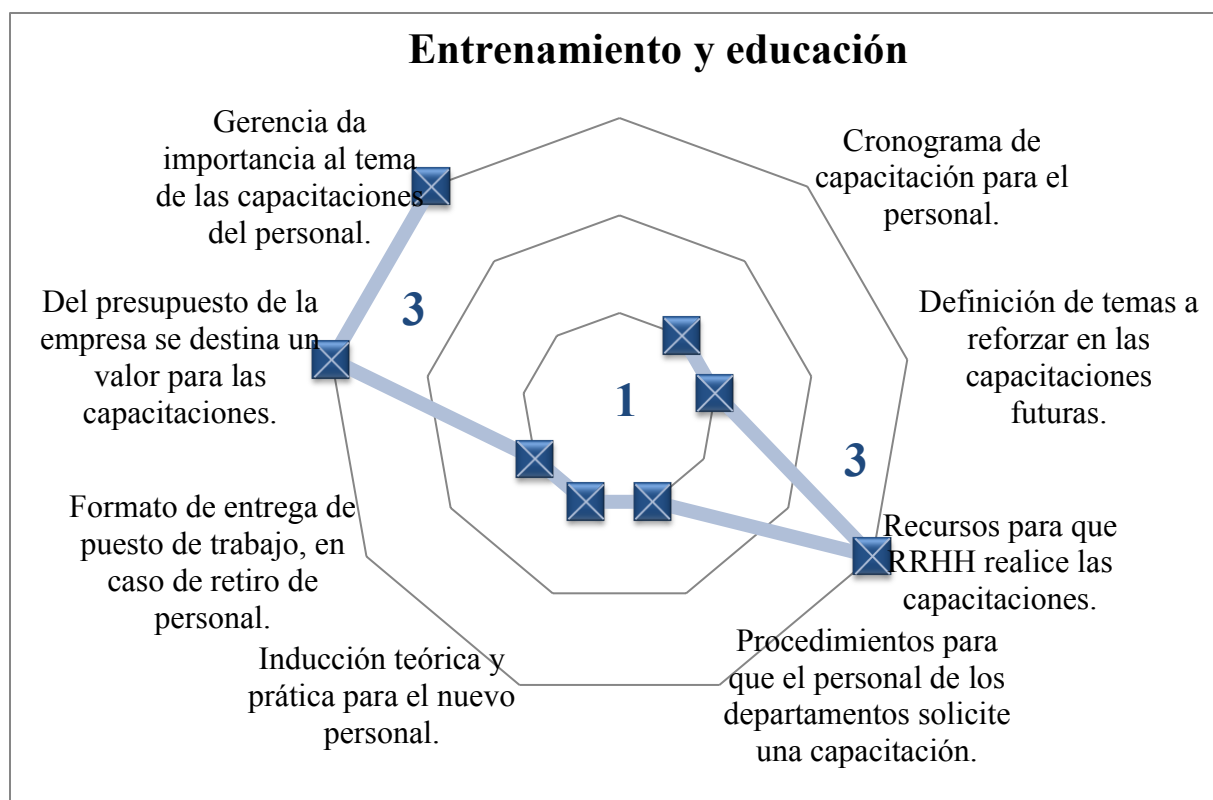 Entrenamiento y educación
Gerencia da
importancia al tema
de las capacitaciones
del personal.
Cronograma de
capacitación para el
personal.
Del presupuesto de la
empresa se destina un
valor para las
capacitaciones.
3
Definición de temas a
reforzar en las
capacitaciones
futuras.
1
3
Formato de entrega de
puesto de trabajo, en
caso de retiro de
personal.
Recursos para que
RRHH realice las
capacitaciones.
Inducción teórica y
prática para el nuevo
personal.
Procedimientos para
que el personal de los
departamentos solicite
una capacitación.